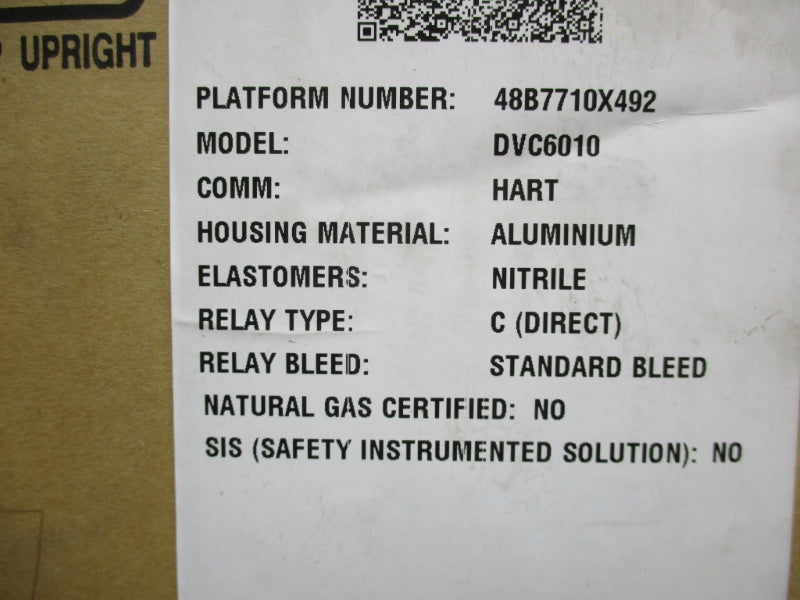 UPRIGHT
PLATFORM NUMBER: 48B7710X492
MODEL: DVC6010
COMM: HART
HOUSING MATERIAL: ALUMINIUM
ELASTOMERS: NITRILE
RELAY TYPE: C (DIRECT)
RELAY BLEED: STANDARD BLEED
NATURAL GAS CERTIFIED: NO
SIS (SAFETY INSTRUMENTED SOLUTION): NO